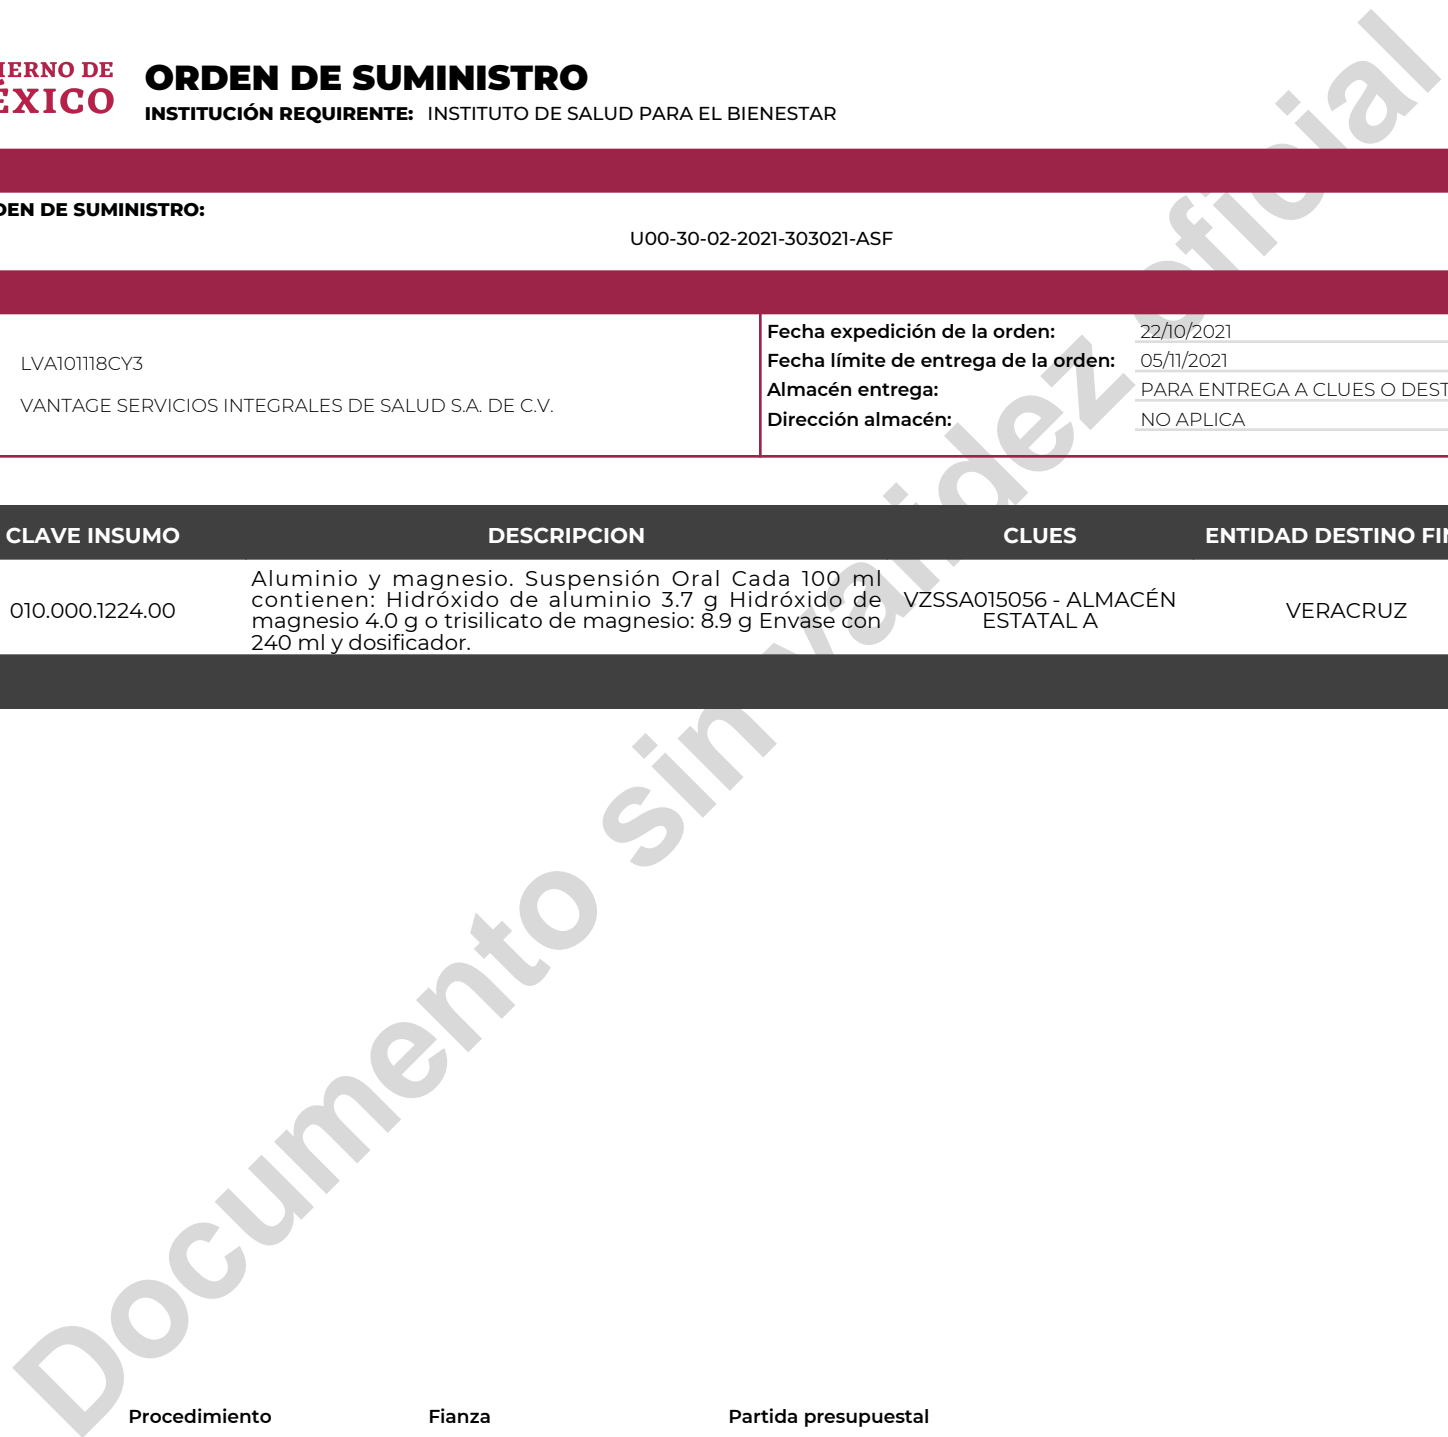 IERNO DE
ÉXICO
ORDEN DE SUMINISTRO
INSTITUCIÓN REQUIRENTE: INSTITUTO DE SALUD PARA EL BIENESTAR
DEN DE SUMINISTRO:
U00-30-02-2021-303021-ASF
LVA101118CY3
VANTAGE SERVICIOS INTEGRALES DE SALUD S.A. DE C.V.
Fecha expedición de la orden: 22/10/2021
Fecha límite de entrega de la orden: 05/11/2021
Almacén entrega: PARA ENTREGA A CLUES O DEST
Dirección almacén: NO APLICA
CLAVE INSUMO DESCRIPCION CLUES ENTIDAD DESTINO FIN
010.000.1224.00
Aluminio y magnesio. Suspensión Oral Cada 100 ml
contienen: Hidróxido de aluminio 3.7 g Hidróxido de
magnesio 4.0 g o trisilicato de magnesio: 8.9 g Envase con
240 ml y dosificador.
VZSSA015056 - ALMACÉN
ESTATAL A
VERACRUZ
Documento sin validez oficial
Procedimiento Fianza Partida presupuestal